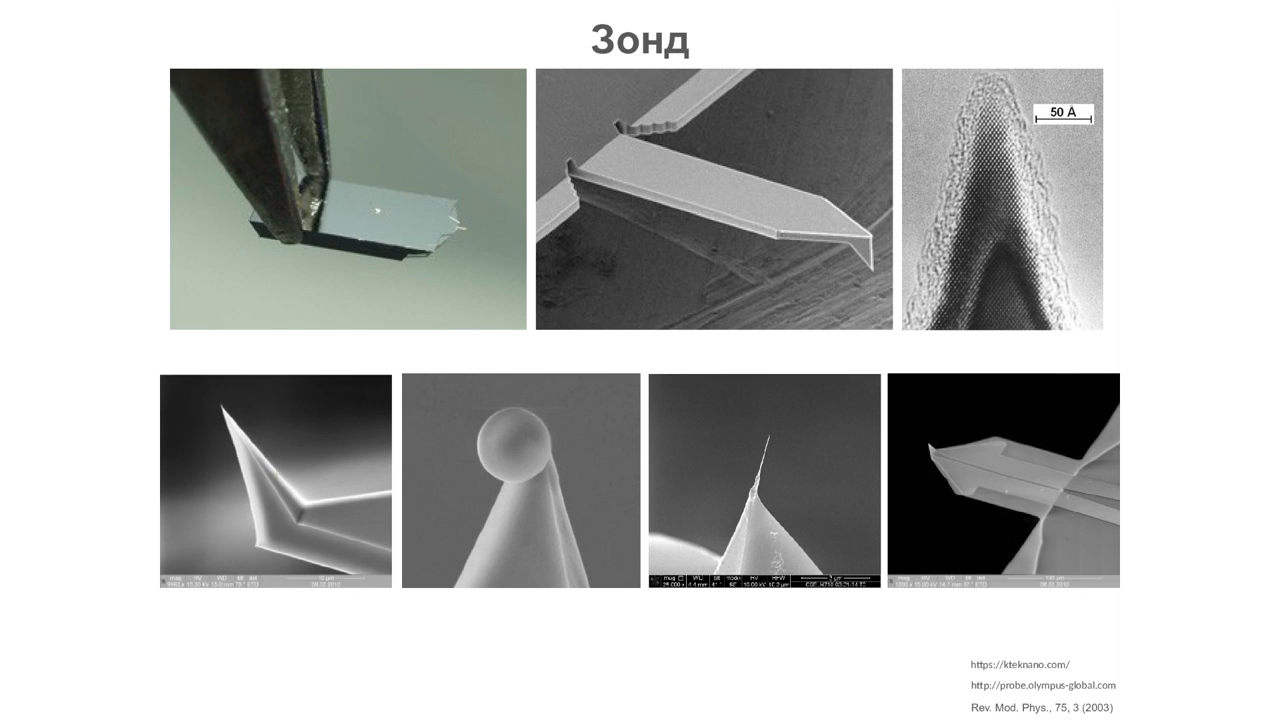 Зонд
50 Å
https://kteknano.com/
http://probe.olympus-global.com
Rev. Mod. Phys., 75, 3 (2003)